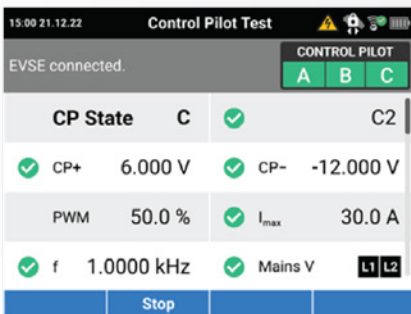 15:00 21.12.22 Control Pilot Test
CONTROL PILOT
EVSE connected.
A B C
CP State C C2
CP+ 6.000 V CP- -12.000 V
PWM 50.0 % Imax 30.0 A
f 1.0000 kHz Mains V L1 L2
Stop